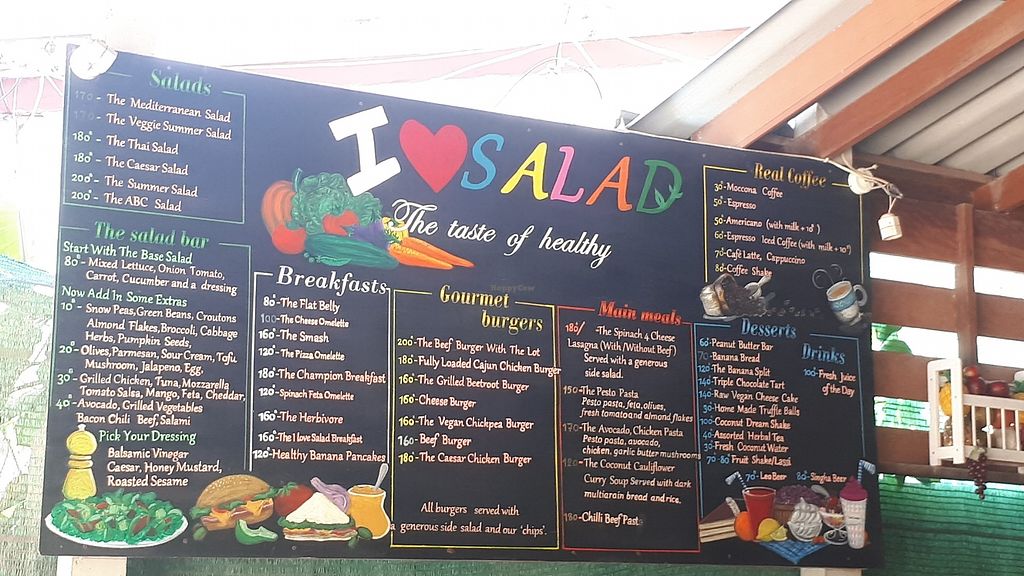 I ♥ SALAD
The taste of healthy
Salads
170- The Mediterranean Salad
170- The Veggie Summer Salad
180- The Thai Salad
180- The Caesar Salad
200- The Summer Salad
200- The ABC Salad
The salad bar
Start With The Base Salad
80- Mixed Lettuce, Onion Tomato,
Carrot, Cucumber and a dressing
Now Add In Some Extras
10- Snow Peas, Green Beans, Croutons
Almond Flakes, Broccoli, Cabbage
Herbs, Pumpkin Seeds,
20- Olives, Parmesan, Sour Cream, Tofu
Mushroom, Jalapeno, Egg,
30- Grilled Chicken, Tuna, Mozzarella
Tomato Salsa, Mango, Feta, Cheddar,
40- Avocado, Grilled Vegetables
Bacon Chili Beef, Salami
Pick Your Dressing
Balsamic Vinegar
Caesar, Honey Mustard,
Roasted Sesame
Breakfasts
80-The Flat Belly
100-The Cheese Omelette
160-The Smash
120-The Pizza Omelette
180-The Champion Breakfast
120-Spinach Feta Omelette
160-The Herbivore
160-The I love Salad Breakfast
120-Healthy Banana Pancakes
Gourmet
burgers
200-The Beef Burger With The Lot
180-Fully Loaded Cajun Chicken Burger
160-The Grilled Beetroot Burger
160-Cheese Burger
160-The Vegan Chickpea Burger
160-Beef Burger
180-The Caesar Chicken Burger
All burgers served with
a generous side salad and our 'chips'.
Main meals
-The Spinach & Cheese
Lasagna (With/Without Beef)
Served with a generous
side salad.
150-The Pesto Pasta
Pesto pasta, feta, olives,
fresh tomato and almond flakes
170-The Avocado, Chicken Pasta
Pesto pasta, avocado,
chicken, garlic butter mushrooms
120-The Coconut Cauliflower
Curry Soup Served with dark
multigrain bread and rice.
180-Chilli Beef Pasta
Real Coffee
30-Moccona Coffee
50-Espresso
50-Americano (with milk + 10)
60-Espresso Iced Coffee (with milk + 10)
70-Café Latte, Cappuccino
80-Coffee Shake
Desserts
60-Peanut Butter Bar
70-Banana Bread
120-The Banana Split
140-Triple Chocolate Tart
140-Raw Vegan Cheese Cake
30-Home Made Truffle Balls
100-Coconut Dream Shake
40-Assorted Herbal Tea
30-Fresh Coconut Water
70-80 Fruit Shake/Lassi
70-Leo Beer 80-Singha Beer
Drinks
100-Fresh Juice
of the Day
HappyCow